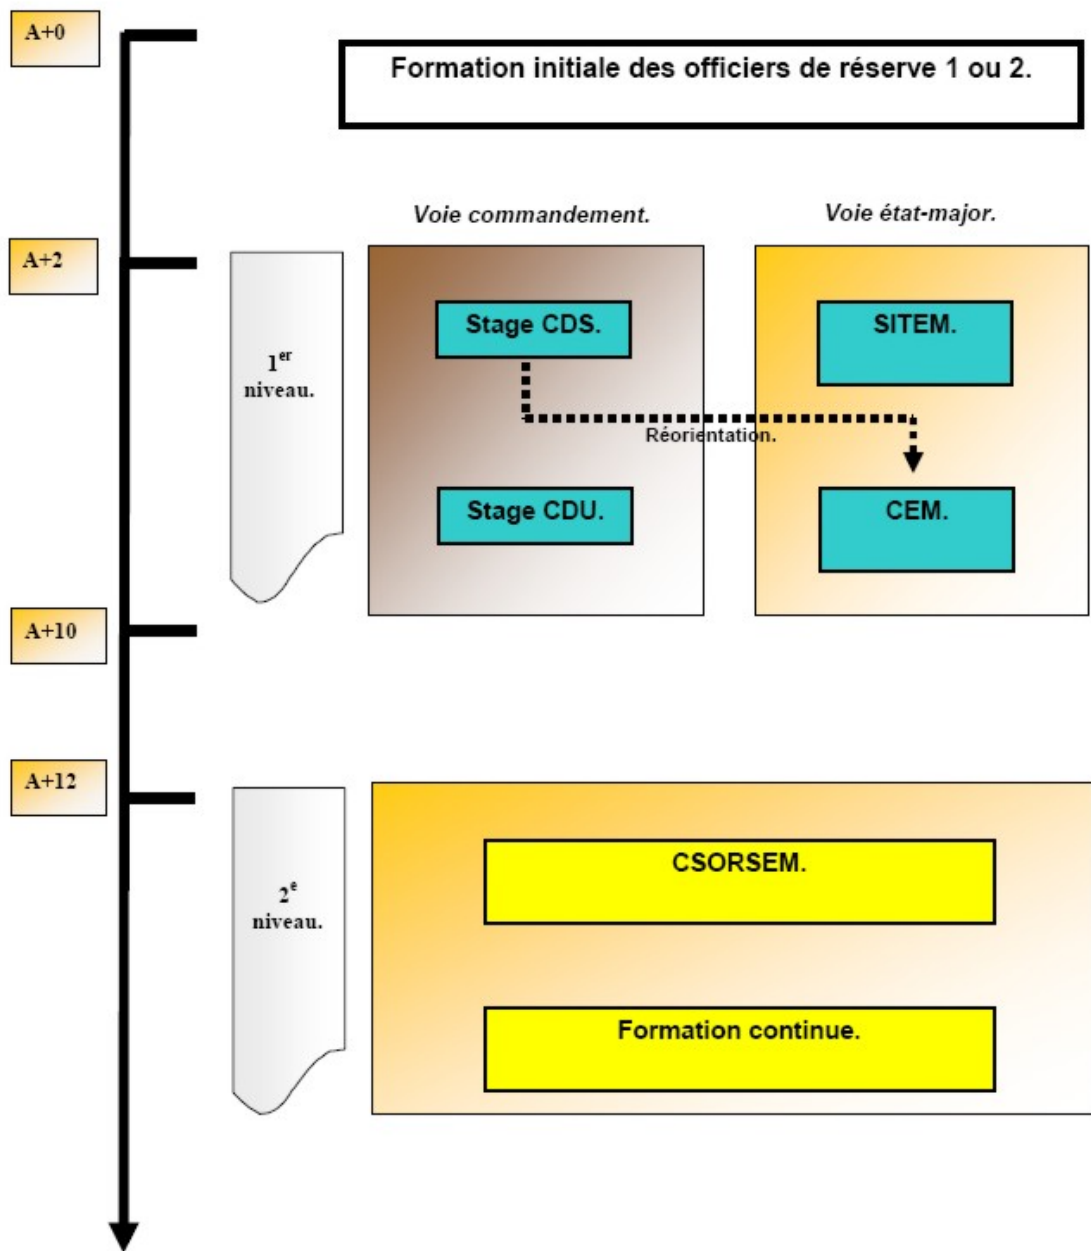 A+0
Formation initiale des officiers de réserve 1 ou 2.
Voie commandement.
Voie état-major.
A+2
1er
niveau.
Stage CDS.
SITEM.
Réorientation.
Stage CDU.
CEM.
A+10
A+12
2e
niveau.
CSORSEM.
Formation continue.